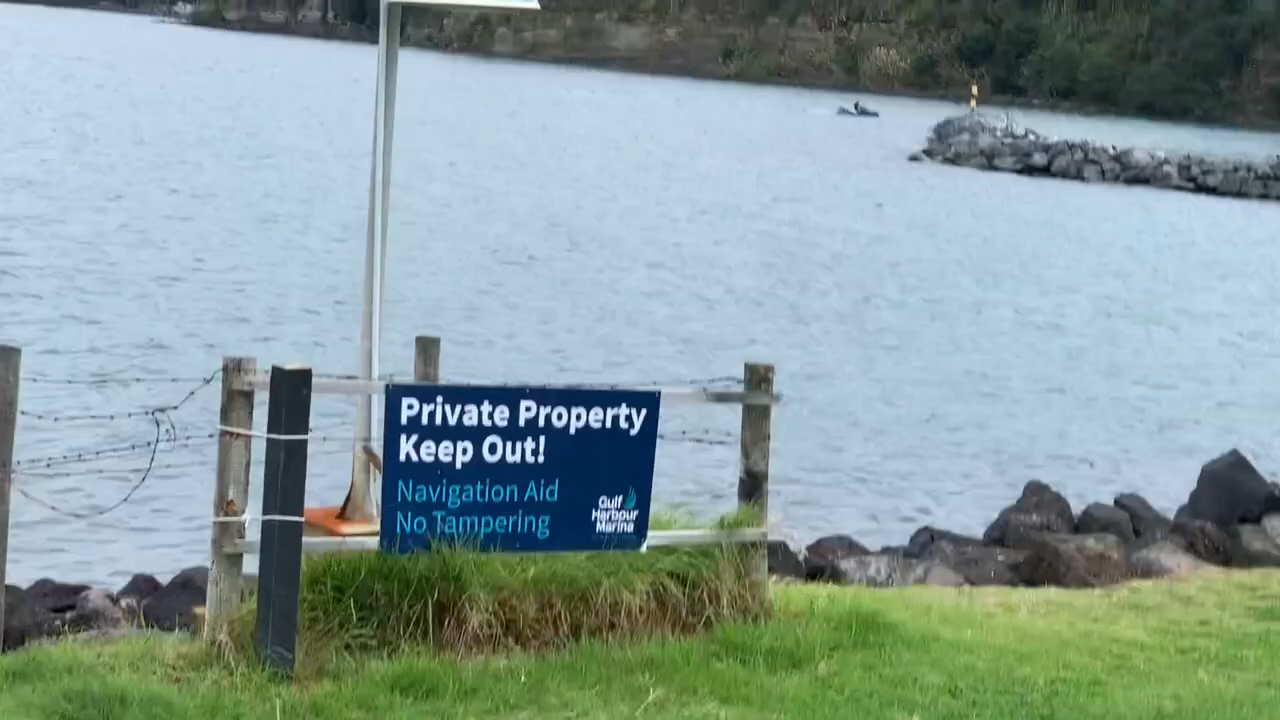 Private Property
Keep Out!
Navigation Aid
No Tampering
Gulf
Harbour
Marina